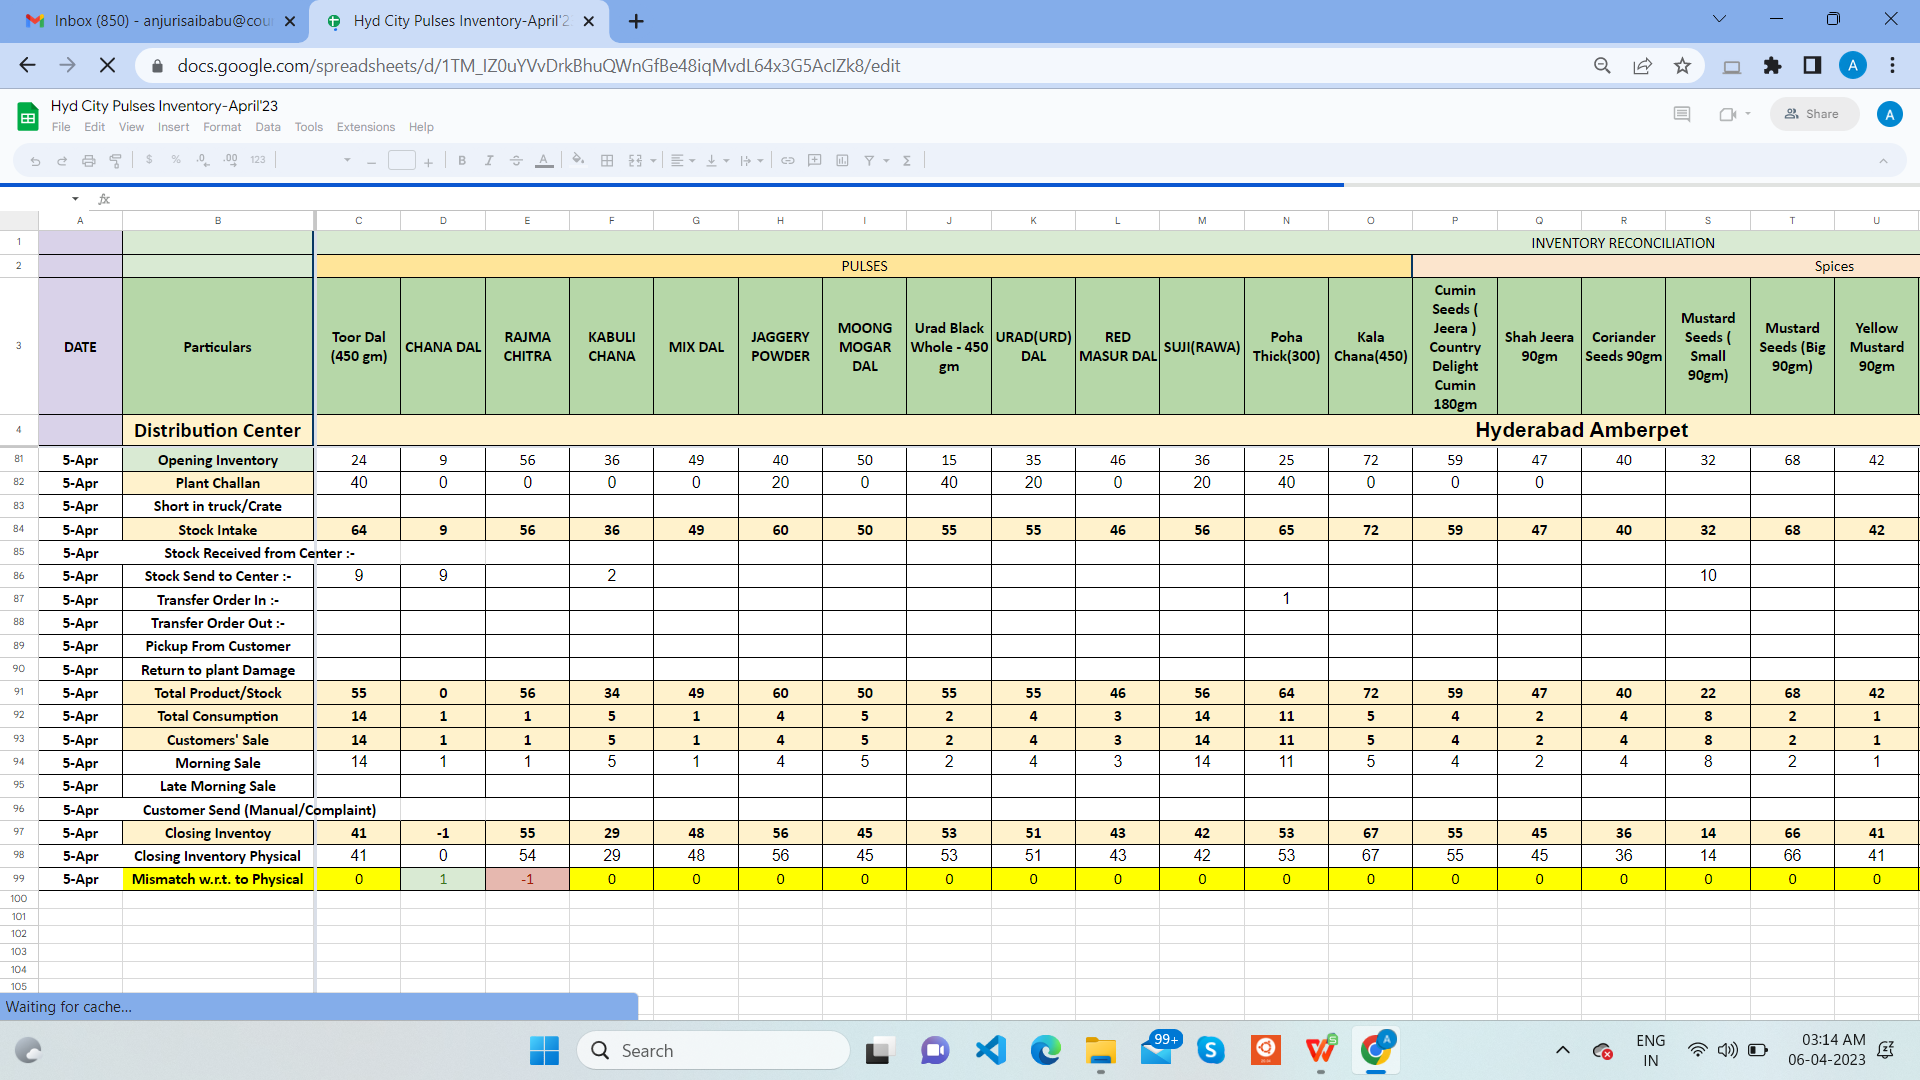 Inbox (850) - anjurisaibabu@cou
Hyd City Pulses Inventory-April'2
docs.google.com/spreadsheets/d/1TM_IZ0uYVvDrkBhuQWnGfBe48iqMvdL64x3G5AcIZk8/edit
A
Hyd City Pulses Inventory-April'23
File Edit View Insert Format Data Tools Extensions Help
Share
A
$ % .0 .00 123
B I S A
fx
A B C D E F G H I J K L M N O P Q R S T U
1 INVENTORY RECONCILIATION
2 PULSES Spices
3 DATE Particulars Toor Dal (450 gm) CHANA DAL RAJMA CHITRA KABULI CHANA MIX DAL JAGGERY POWDER MOONG MOGAR DAL Urad Black Whole - 450 gm URAD(URD) DAL RED MASUR DAL SUJI(RAWA) Poha Thick(300) Kala Chana(450) Cumin Seeds ( Jeera ) Country Delight Cumin 180gm Shah Jeera 90gm Coriander Seeds 90gm Mustard Seeds ( Small 90gm) Mustard Seeds (Big 90gm) Yellow Mustard 90gm
4 Distribution Center Hyderabad Amberpet
81 5-Apr Opening Inventory 24 9 56 36 49 40 50 15 35 46 36 25 72 59 47 40 32 68 42
82 5-Apr Plant Challan 40 0 0 0 0 20 0 40 20 0 20 40 0 0 0
83 5-Apr Short in truck/Crate
84 5-Apr Stock Intake 64 9 56 36 49 60 50 55 55 46 56 65 72 59 47 40 32 68 42
85 5-Apr Stock Received from Center :-
86 5-Apr Stock Send to Center :- 9 9 2 10
87 5-Apr Transfer Order In :- 1
88 5-Apr Transfer Order Out :-
89 5-Apr Pickup From Customer
90 5-Apr Return to plant Damage
91 5-Apr Total Product/Stock 55 0 56 34 49 60 50 55 55 46 56 64 72 59 47 40 22 68 42
92 5-Apr Total Consumption 14 1 1 5 1 4 5 2 4 3 14 11 5 4 2 4 8 2 1
93 5-Apr Customers' Sale 14 1 1 5 1 4 5 2 4 3 14 11 5 4 2 4 8 2 1
94 5-Apr Morning Sale 14 1 1 5 1 4 5 2 4 3 14 11 5 4 2 4 8 2 1
95 5-Apr Late Morning Sale
96 5-Apr Customer Send (Manual/Complaint)
97 5-Apr Closing Inventoy 41 -1 55 29 48 56 45 53 51 43 42 53 67 55 45 36 14 66 41
98 5-Apr Closing Inventory Physical 41 0 54 29 48 56 45 53 51 43 42 53 67 55 45 36 14 66 41
99 5-Apr Mismatch w.r.t. to Physical 0 1 -1 0 0 0 0 0 0 0 0 0 0 0 0 0 0 0 0
100
101
102
103
104
105
Waiting for cache...
Search
99+
A
ENG
IN
03:14 AM
06-04-2023